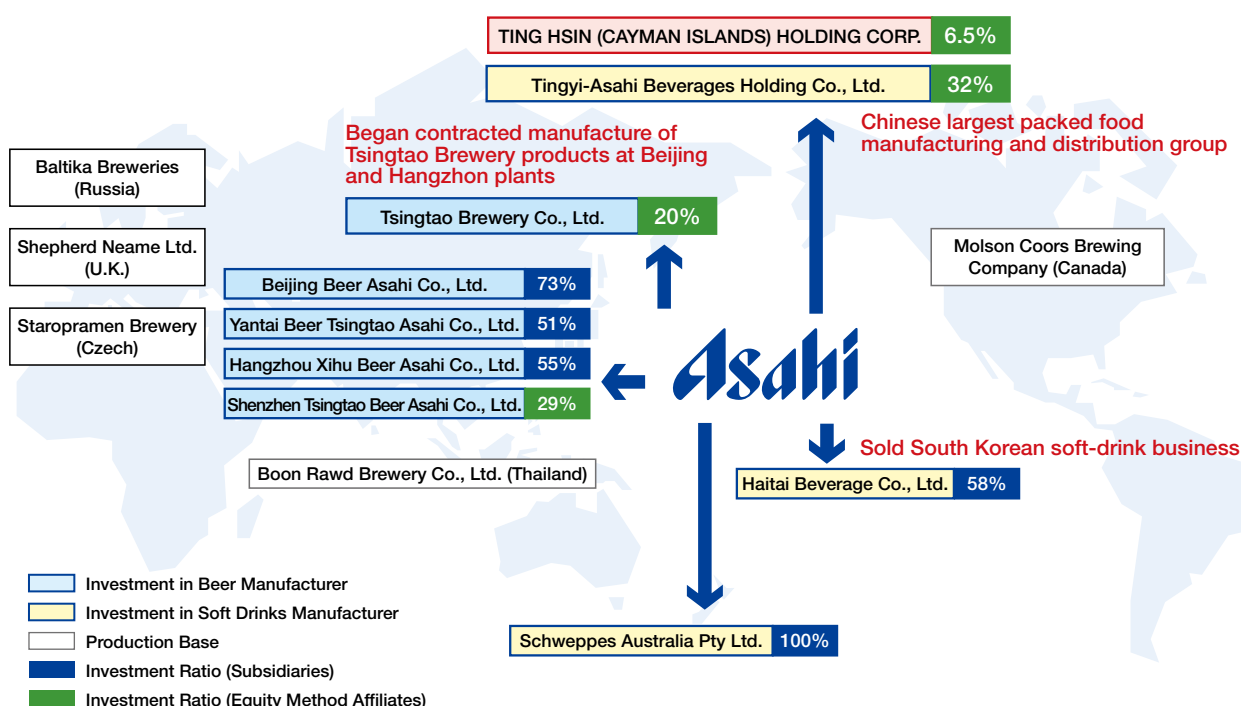 TING HSIN (CAYMAN ISLANDS) HOLDING CORP. 6.5%
Tingyi-Asahi Beverages Holding Co., Ltd. 32%
Chinese largest packed food
manufacturing and distribution group
Began contracted manufacture of
Tsingtao Brewery products at Beijing
and Hangzhon plants
Tsingtao Brewery Co., Ltd. 20%
Baltika Breweries
(Russia)
Shepherd Neame Ltd.
(U.K.)
Staropramen Brewery
(Czech)
Molson Coors Brewing
Company (Canada)
Beijing Beer Asahi Co., Ltd. 73%
Yantai Beer Tsingtao Asahi Co., Ltd. 51%
Hangzhou Xihu Beer Asahi Co., Ltd. 55%
Shenzhen Tsingtao Beer Asahi Co., Ltd. 29%
Asahi
Sold South Korean soft-drink business
Haitai Beverage Co., Ltd. 58%
Boon Rawd Brewery Co., Ltd. (Thailand)
Schweppes Australia Pty Ltd. 100%
Investment in Beer Manufacturer
Investment in Soft Drinks Manufacturer
Production Base
Investment Ratio (Subsidiaries)
Investment Ratio (Equity Method Affiliates)